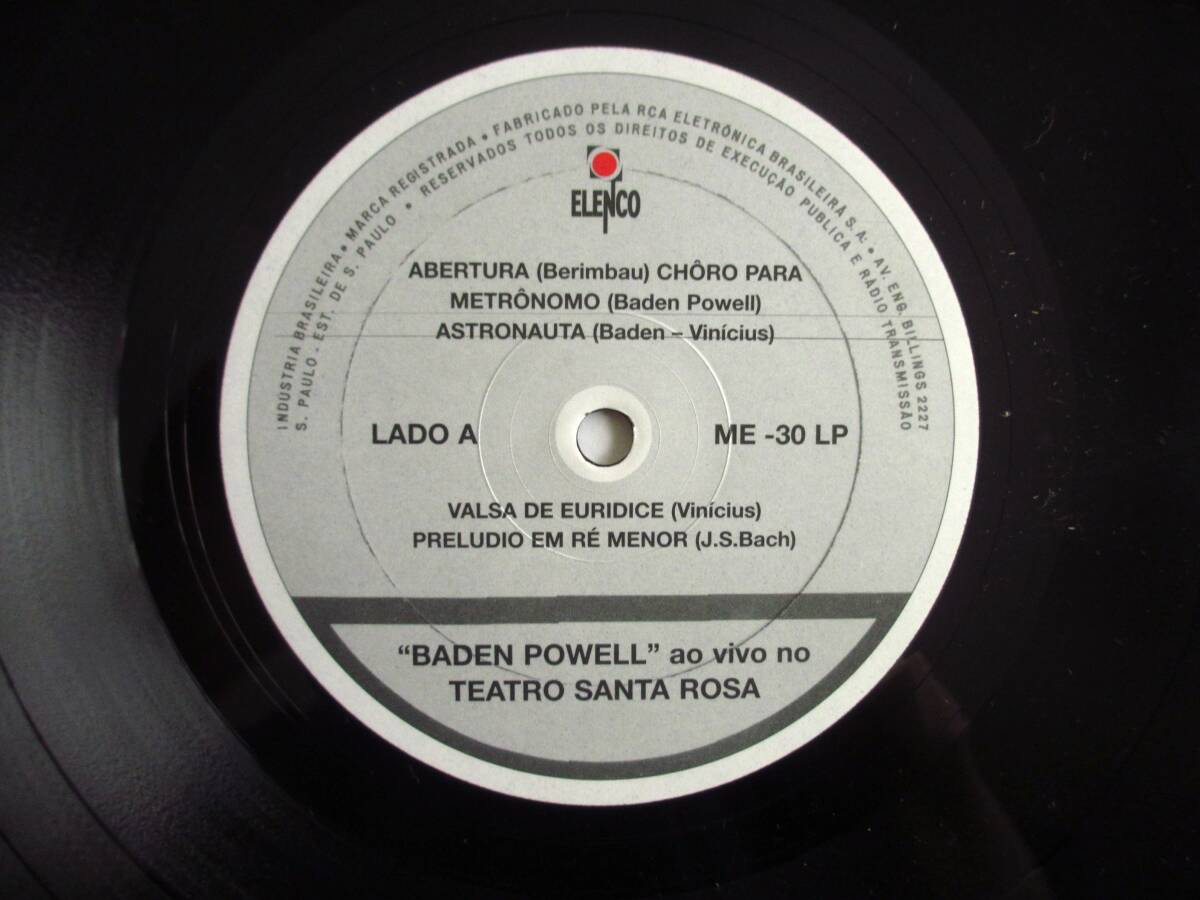 INDUSTRIA BRASILEIRA • MARCA REGISTRADA • FABRICADO PELA RCA ELETRÔNICA BRASILEIRA S.A. • AV. ENG. BILLINGS 2227
S. PAULO - EST. DE S. PAULO • RESERVADOS TODOS OS DIREITOS DE EXECUÇÃO PUBLICA E RÁDIO TRANSMISSÃO
ELENCO
ABERTURA (Berimbau) CHÔRO PARA
METRÔNOMO (Baden Powell)
ASTRONAUTA (Baden – Vinícius)
LADO A
ME -30 LP
VALSA DE EURIDICE (Vinícius)
PRELUDIO EM RÉ MENOR (J.S.Bach)
“BADEN POWELL” ao vivo no
TEATRO SANTA ROSA